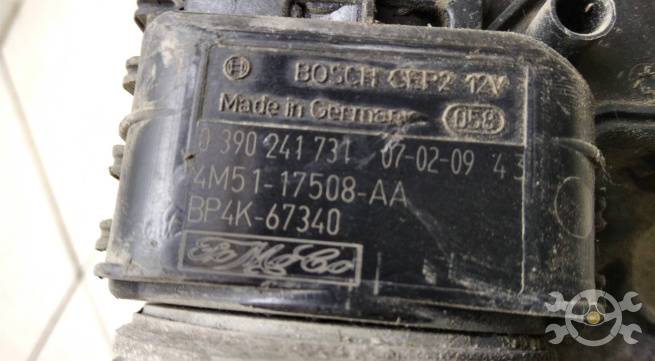 BOSCH CEP2 12V
Made in Germany 058
0 390 241 731 07-02-09 43
4M51-17508-AA
BP4K-67340
FoMoCo